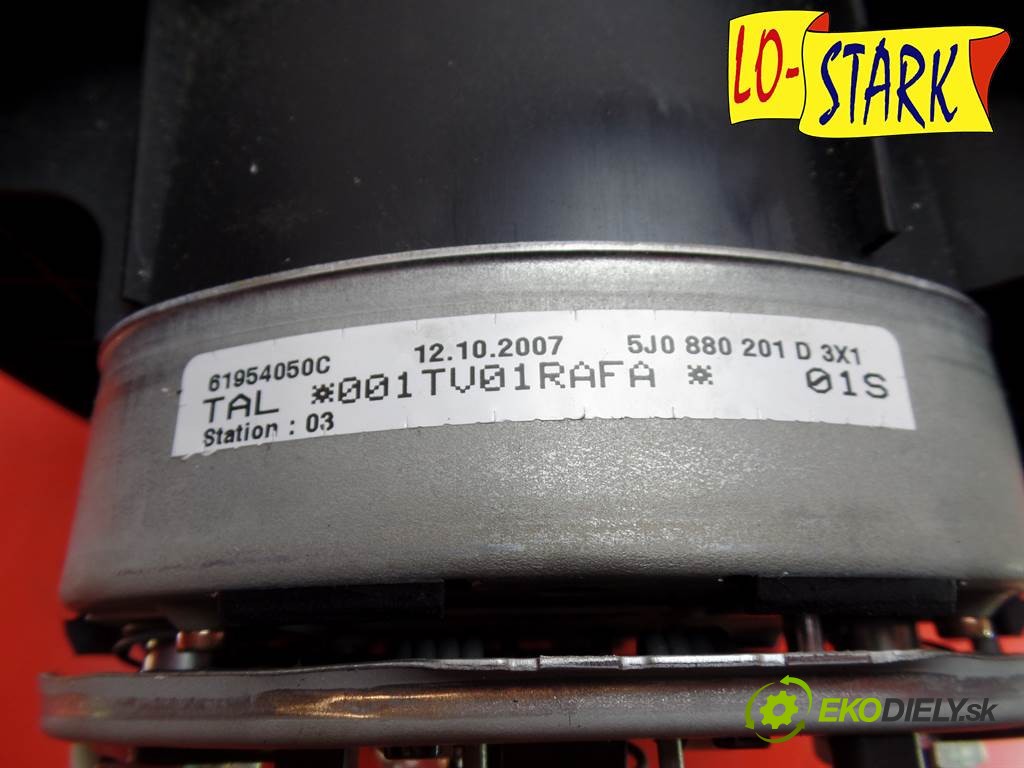 LO-STARK
61954050C 12.10.2007 5J0 880 201 D 3X1
TAL *001TV01RAFA * 01S
Station : 03
EKODIELY.sk